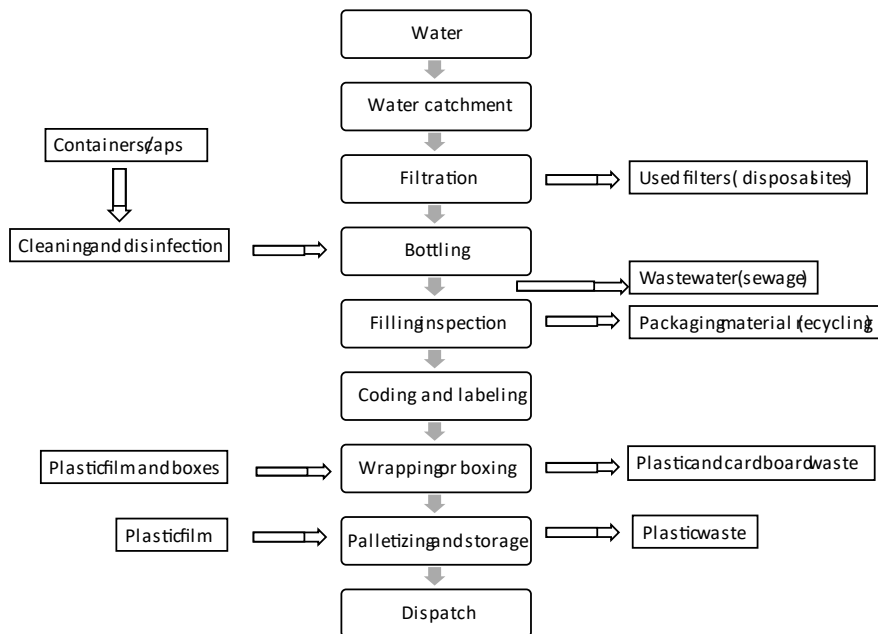 Water
Water catchment
Containers/caps
Filtration
Used filters ( disposal sites)
Cleaning and disinfection
Bottling
Wastewater (sewage)
Filling inspection
Packaging material (recycling)
Coding and labeling
Plastic film and boxes
Wrapping or boxing
Plastic and cardboard waste
Plastic film
Palletizing and storage
Plastic waste
Dispatch